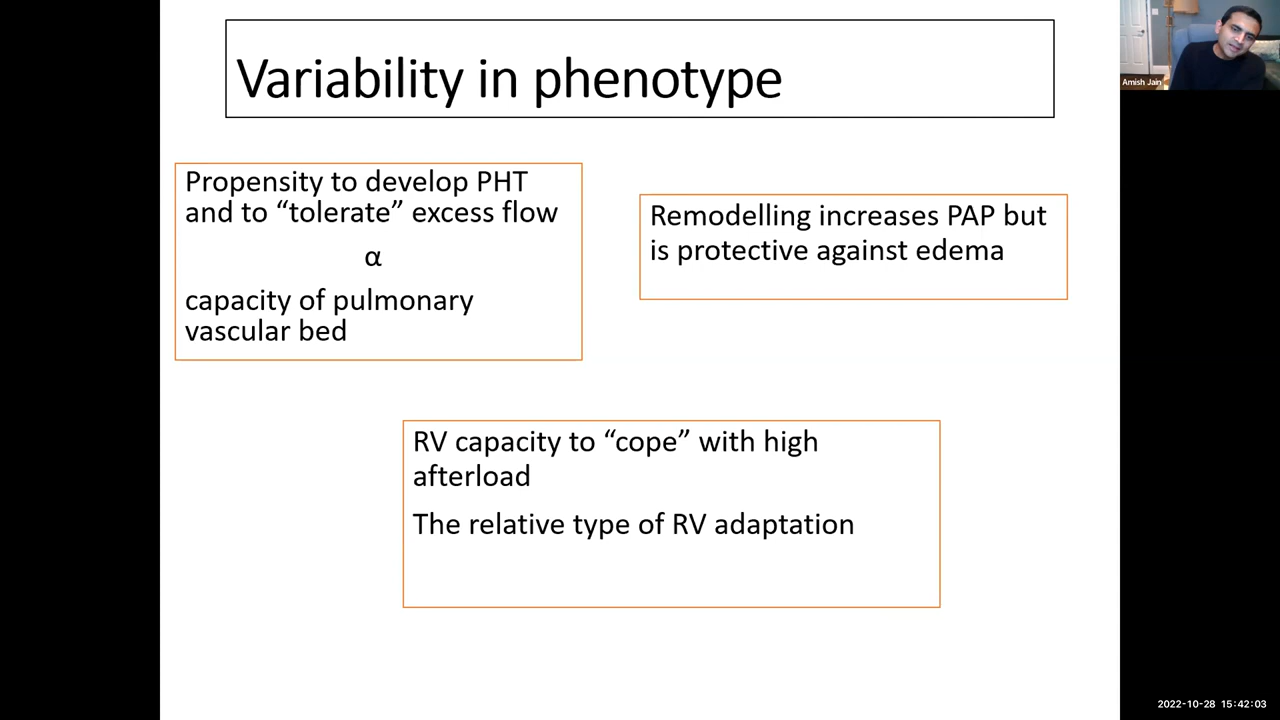 Variability in phenotype
Amish Jain
Propensity to develop PHT
and to “tolerate” excess flow
α
capacity of pulmonary
vascular bed
Remodelling increases PAP but
is protective against edema
RV capacity to “cope” with high
afterload
The relative type of RV adaptation
2022-10-28 15:42:03